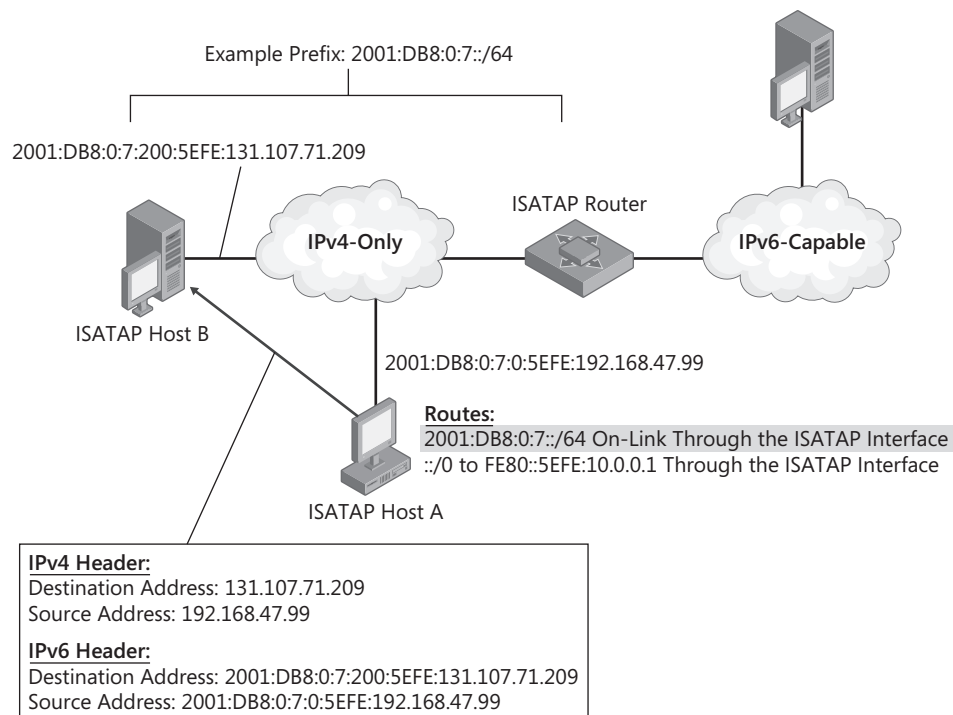 Example Prefix: 2001:DB8:0:7::/64
2001:DB8:0:7:200:5EFE:131.107.71.209
ISATAP Router
IPv4-Only
IPv6-Capable
ISATAP Host B
2001:DB8:0:7:0:5EFE:192.168.47.99
Routes:
2001:DB8:0:7::/64 On-Link Through the ISATAP Interface
::/0 to FE80::5EFE:10.0.0.1 Through the ISATAP Interface
ISATAP Host A
IPv4 Header:
Destination Address: 131.107.71.209
Source Address: 192.168.47.99
IPv6 Header:
Destination Address: 2001:DB8:0:7:200:5EFE:131.107.71.209
Source Address: 2001:DB8:0:7:0:5EFE:192.168.47.99